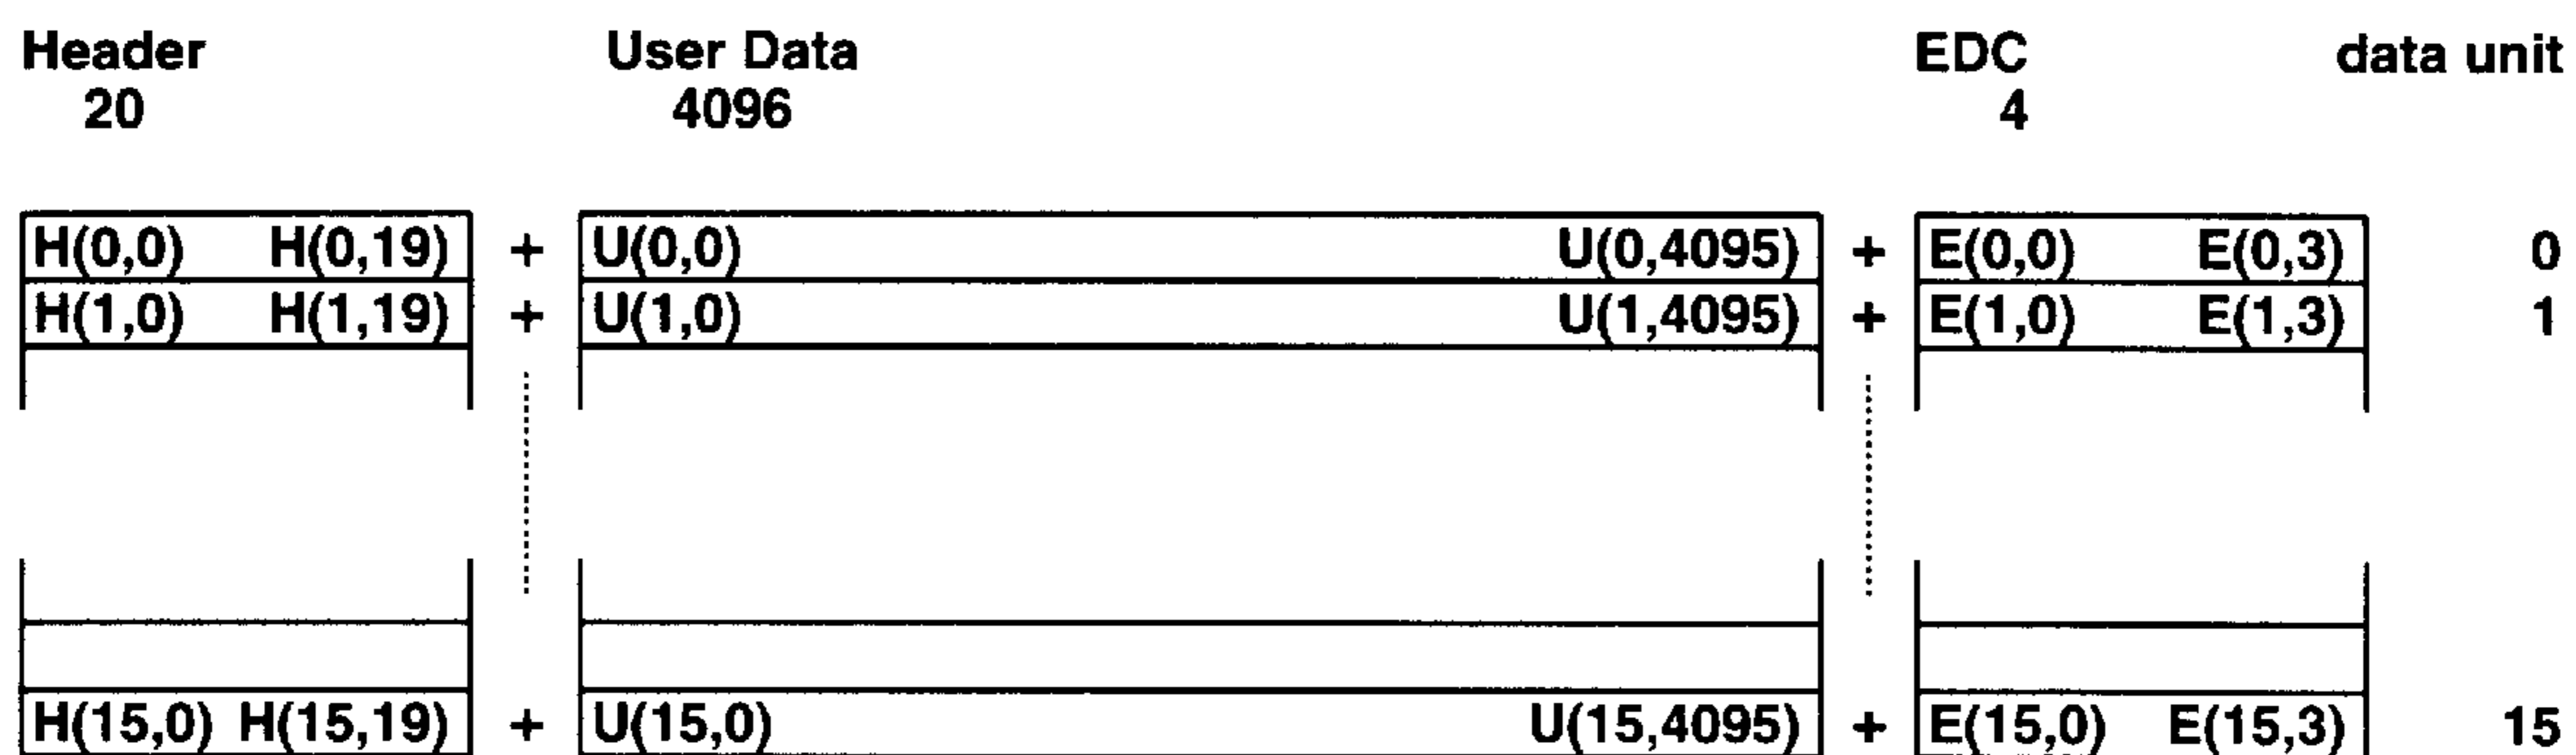 Header User Data EDC data unit
20 4096 4
H(0,0) H(0,19) + U(0,0) U(0,4095) + E(0,0) E(0,3) 0
H(1,0) H(1,19) + U(1,0) U(1,4095) + E(1,0) E(1,3) 1
H(15,0) H(15,19) + U(15,0) U(15,4095) + E(15,0) E(15,3) 15